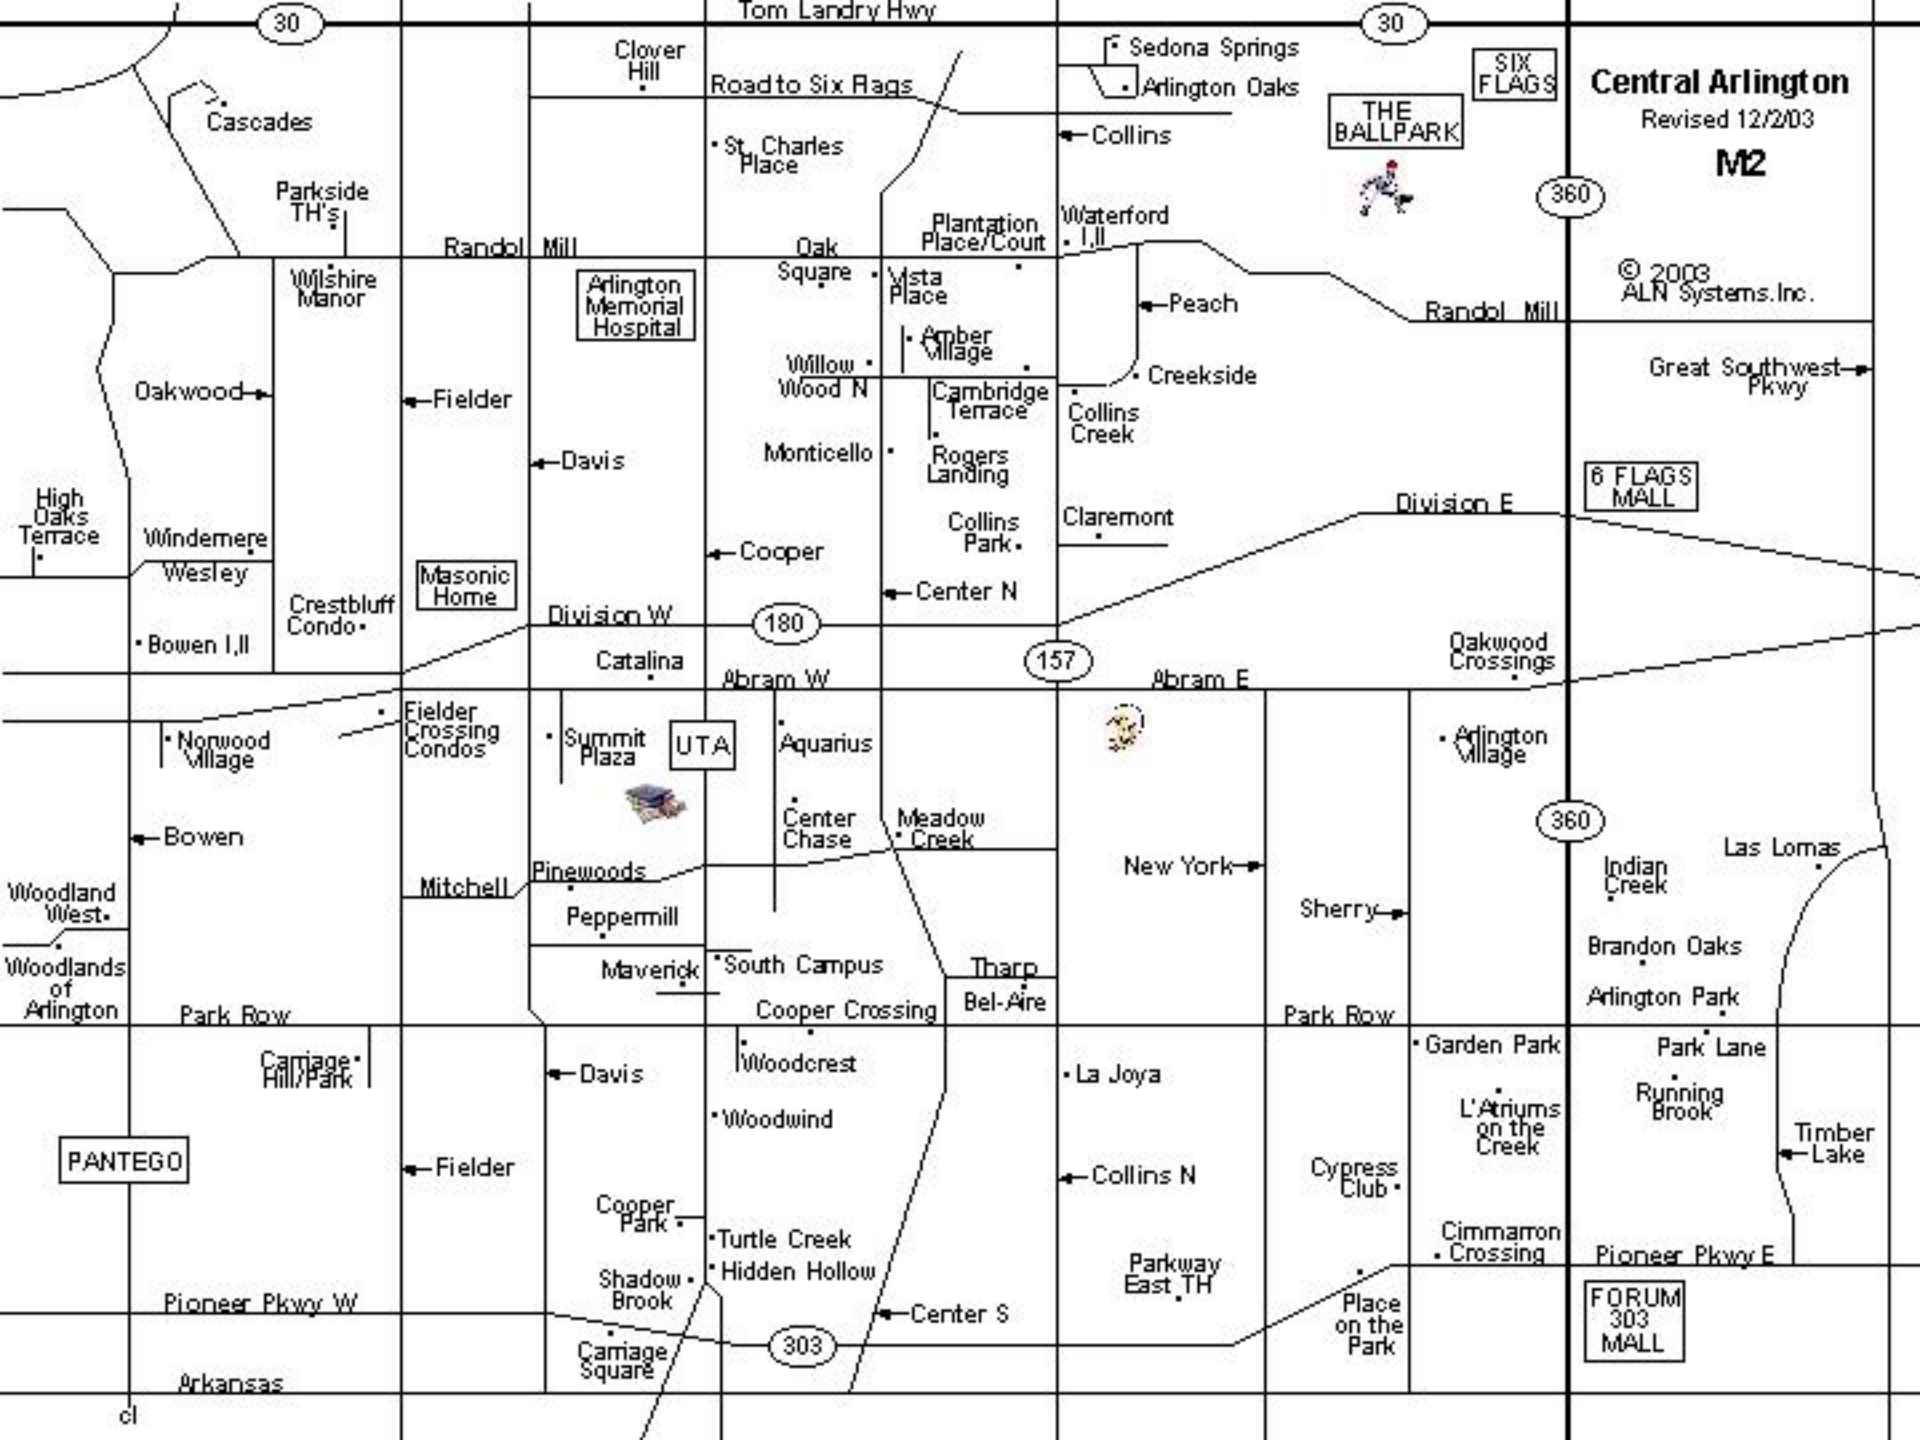 Tom Landry Hwy
30
30
Sedona Springs
Clover
Hill
SIX
FLAGS
Central Arlington
Road to Six Flags
Arlington Oaks
Revised 12/2/03
Cascades
THE
BALLPARK
Collins
St. Charles
Place
M2
Parkside
TH's
360
Plantation
Place/Court
Waterford
I,II
Randol Mill
Oak
Square
Wilshire
Manor
Arlington
Memorial
Hospital
Vista
Place
© 2003
ALN Systems.Inc.
Peach
Randol Mill
Amber
Village
Willow
Wood N
Great Southwest
Pkwy
Creekside
Oakwood
Fielder
Cambridge
Terrace
Collins
Creek
Davis
Monticello
Rogers
Landing
6 FLAGS
MALL
High
Oaks
Terrace
Division E
Collins
Park
Claremont
Windemere
Wesley
Cooper
Masonic
Home
Center N
Crestbluff
Condo
Division W
180
Bowen I,II
Oakwood
Crossings
Catalina
157
Abram W
Abram E
Fielder
Crossing
Condos
Norwood
Village
Summit
Plaza
UTA
Aquarius
Arlington
Village
Center
Chase
Meadow
Creek
360
Bowen
Las Lomas
Pinewoods
New York
Indian
Creek
Mitchell
Woodland
West
Peppermill
Sherry
Brandon Oaks
Woodlands
of
Arlington
Maverick
South Campus
Tharp
Arlington Park
Bel-Aire
Cooper Crossing
Park Row
Park Row
Garden Park
Park Lane
Carriage
Hill/Park
Woodcrest
Davis
La Joya
Running
Brook
L'Atriums
on the
Creek
Woodwind
Timber
Lake
PANTEGO
Fielder
Collins N
Cypress
Club
Cooper
Park
Turtle Creek
Cimmarron
Crossing
Pioneer Pkwy E
Hidden Hollow
Parkway
East TH
Shadow
Brook
Pioneer Pkwy W
Center S
Place
on the
Park
FORUM
303
MALL
303
Carriage
Square
Arkansas
cl